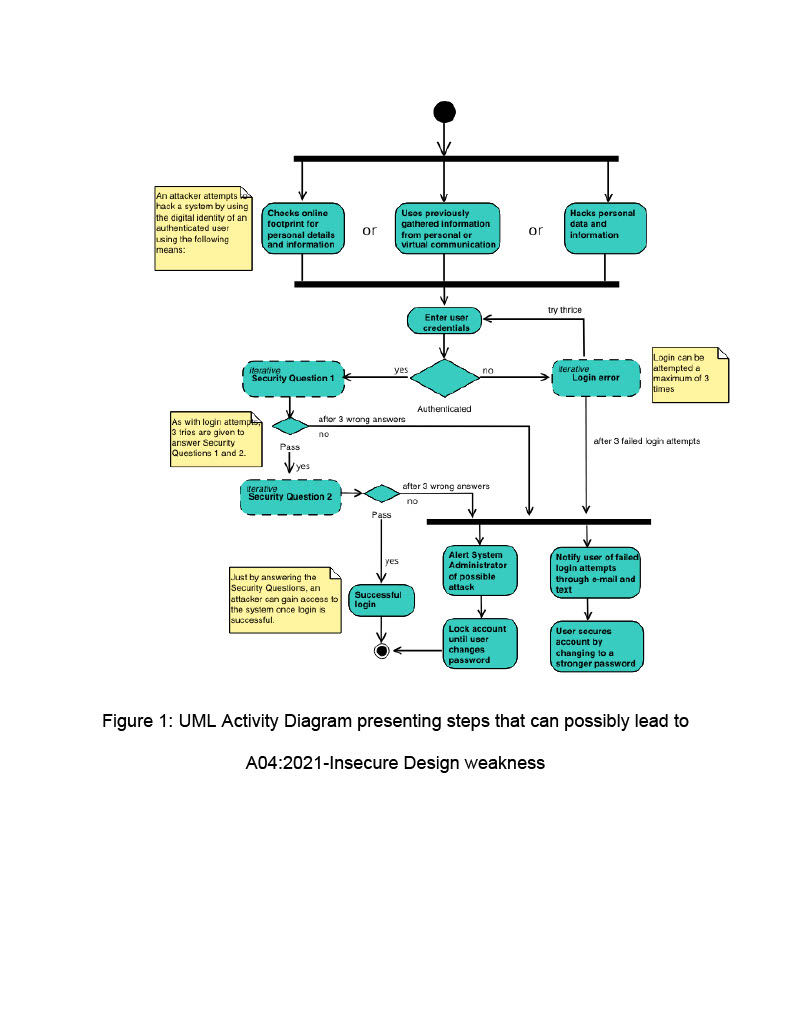 An attacker attempts to
hack a system by using
the digital identity of an
authenticated user
using the following
means:
Checks online
footprint for
personal details
and information
or
Uses previously
gathered information
from personal or
virtual communication
or
Hacks personal
data and
information
Enter user
credentials
try thrice
yes
no
Authenticated
iterative
Security Question 1
iterative
Login error
Login can be
attempted a
maximum of 3
times
As with login attempts,
3 tries are given to
answer Security
Questions 1 and 2.
after 3 wrong answers
no
Pass
yes
after 3 failed login attempts
iterative
Security Question 2
after 3 wrong answers
no
Pass
yes
Just by answering the
Security Questions, an
attacker can gain access to
the system once login is
successful.
Successful
login
Alert System
Administrator
of possible
attack
Notify user of failed
login attempts
through e-mail and
text
Lock account
until user
changes
password
User secures
account by
changing to a
stronger password
Figure 1: UML Activity Diagram presenting steps that can possibly lead to
A04:2021-Insecure Design weakness